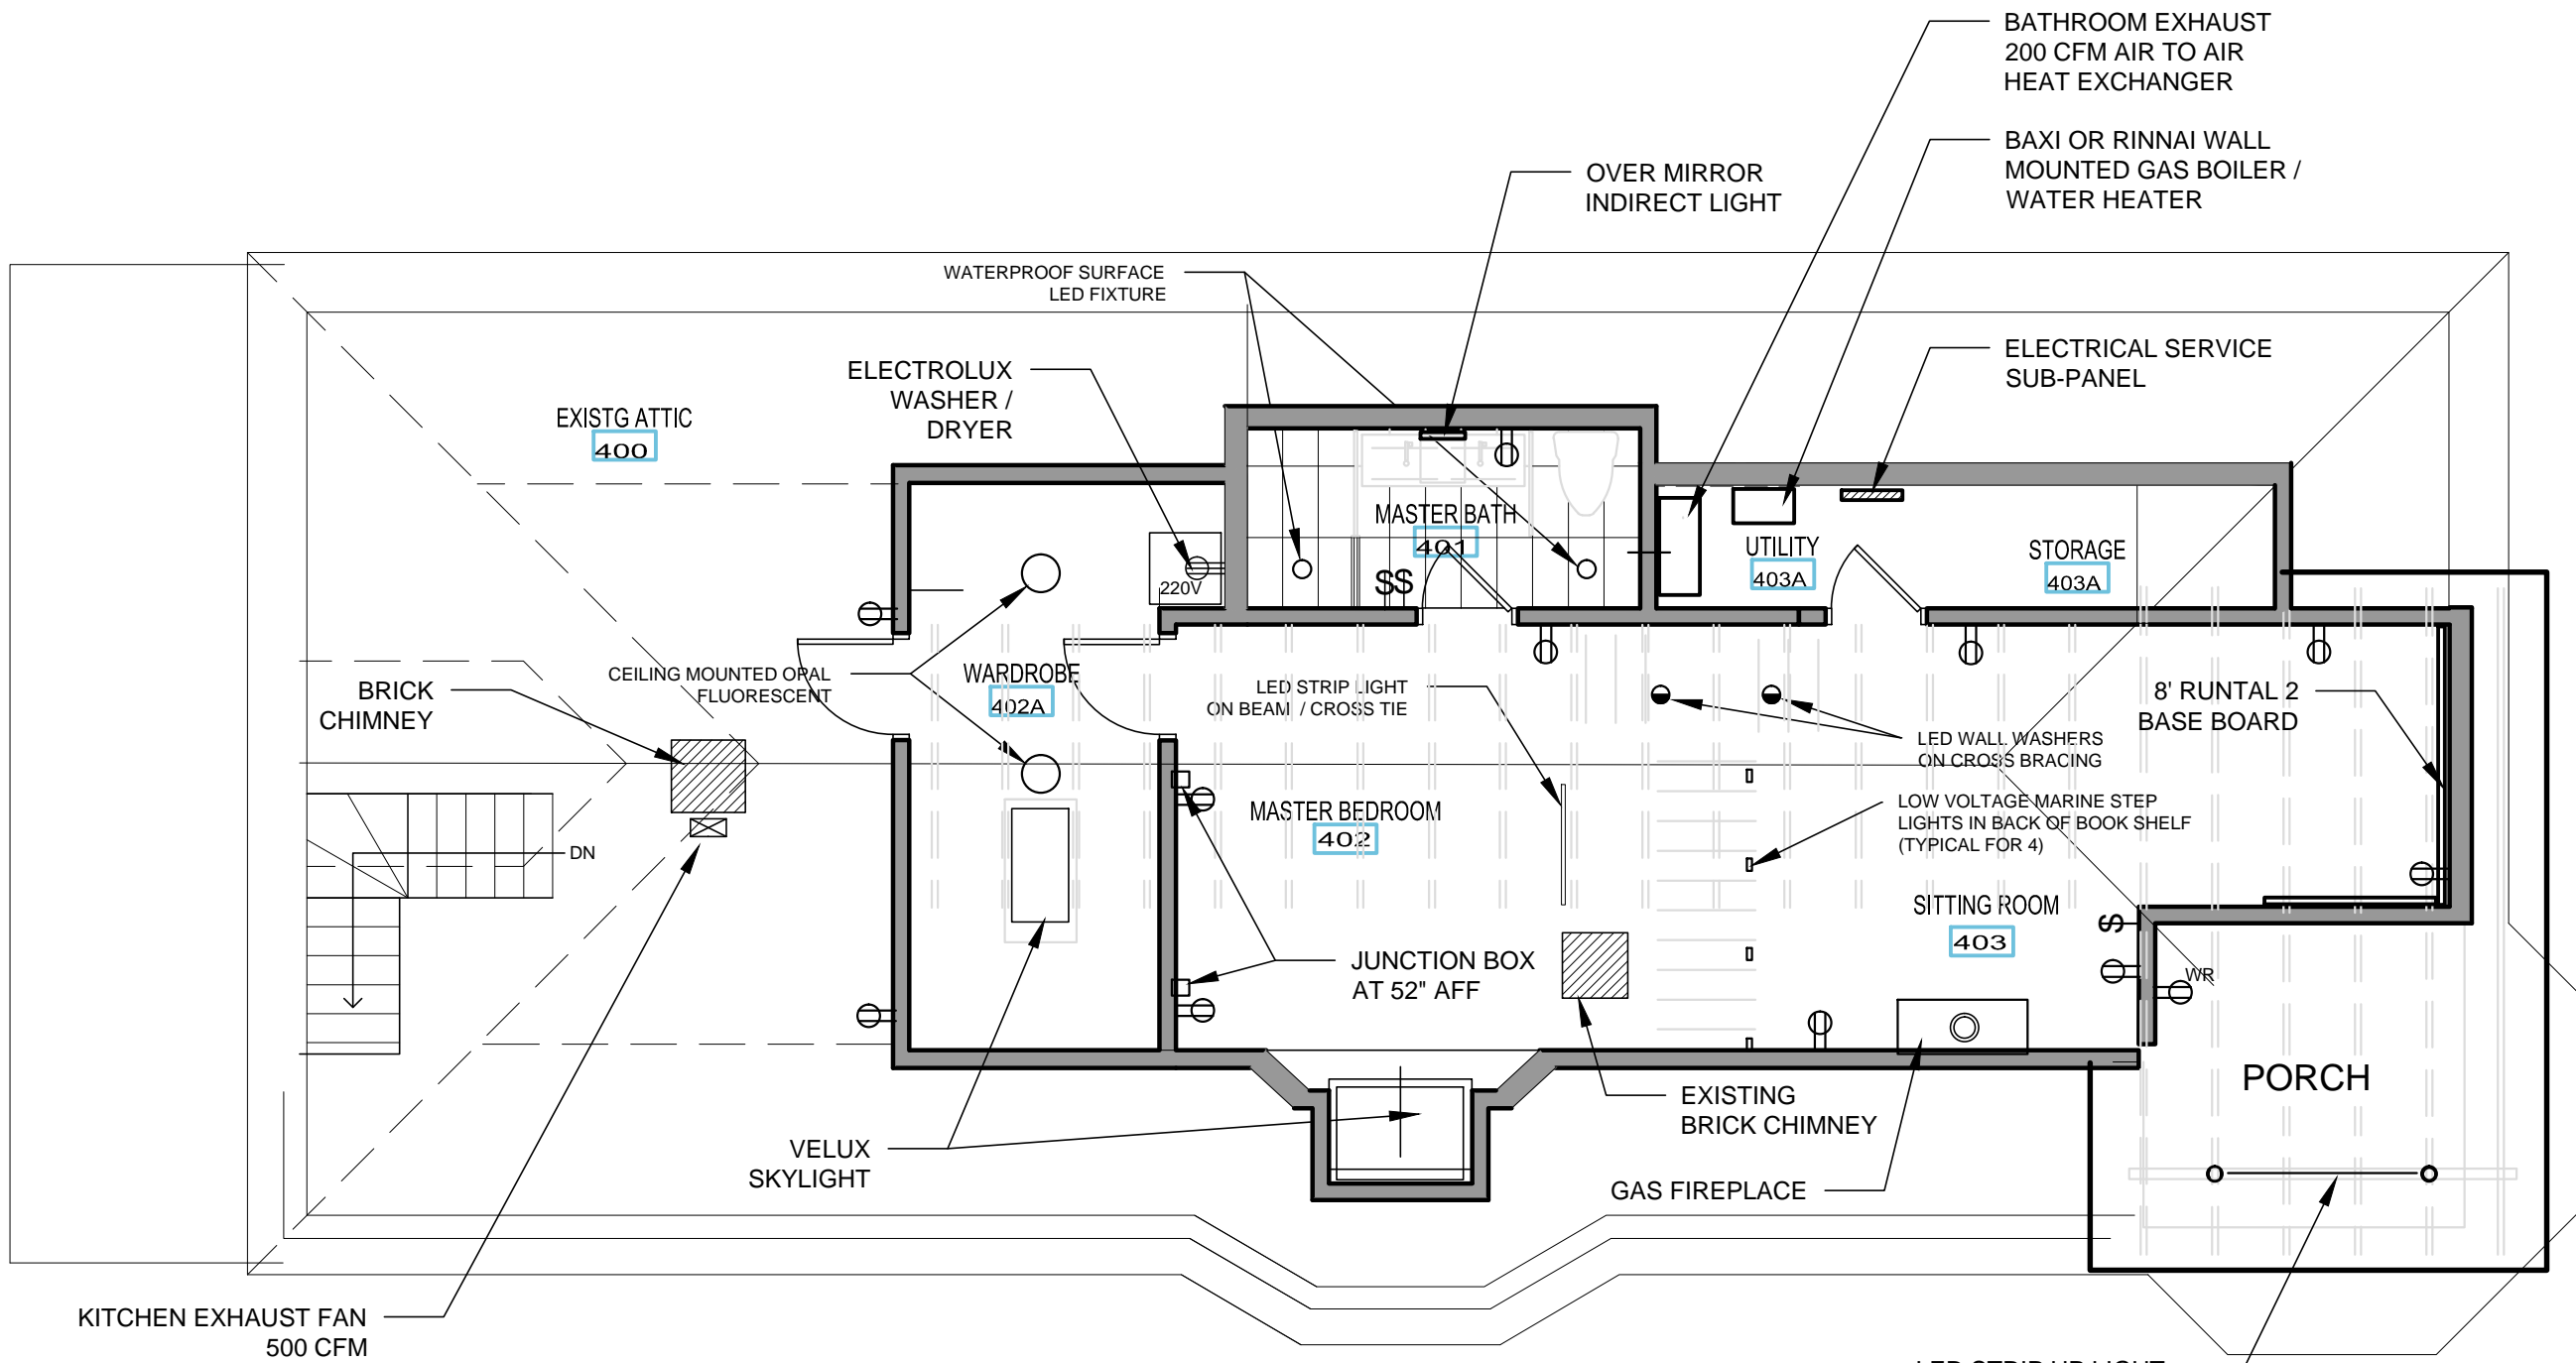 BATHROOM EXHAUST
200 CFM AIR TO AIR
HEAT EXCHANGER
BAXI OR RINNAI WALL
MOUNTED GAS BOILER /
WATER HEATER
OVER MIRROR
INDIRECT LIGHT
WATERPROOF SURFACE
LED FIXTURE
ELECTRICAL SERVICE
SUB-PANEL
ELECTROLUX
WASHER /
DRYER
EXISTG ATTIC
400
MASTER BATH
401
UTILITY
403A
STORAGE
403A
220V
$$
CEILING MOUNTED OPAL
FLUORESCENT
WARDROBE
402A
BRICK
CHIMNEY
LED STRIP LIGHT
ON BEAM / CROSS TIE
8' RUNTAL 2
BASE BOARD
LED WALL WASHERS
ON CROSS BRACING
MASTER BEDROOM
402
LOW VOLTAGE MARINE STEP
LIGHTS IN BACK OF BOOK SHELF
(TYPICAL FOR 4)
DN
SITTING ROOM
403
$
JUNCTION BOX
AT 52" AFF
WR
PORCH
EXISTING
BRICK CHIMNEY
VELUX
SKYLIGHT
GAS FIREPLACE
KITCHEN EXHAUST FAN
500 CFM
LED STRIP UP LIGHT